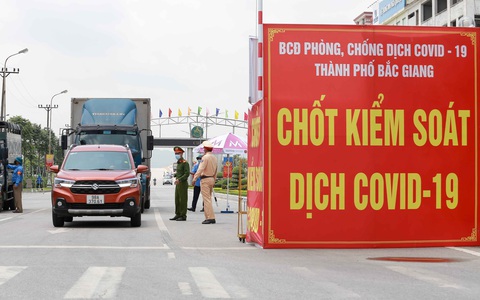 BCĐ PHÒNG, CHỐNG DỊCH COVID - 19
THÀNH PHỐ BẮC GIANG
CHỐT KIỂM SOÁT
DỊCH COVID-19